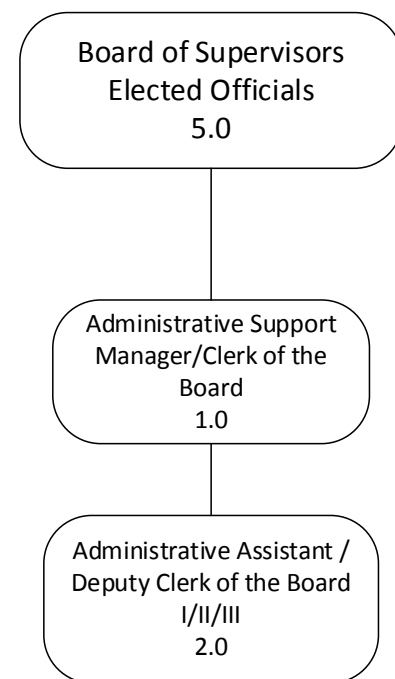 Board of Supervisors
Elected Officials
5.0
Administrative Support
Manager/Clerk of the
Board
1.0
Administrative Assistant /
Deputy Clerk of the Board
I/II/III
2.0